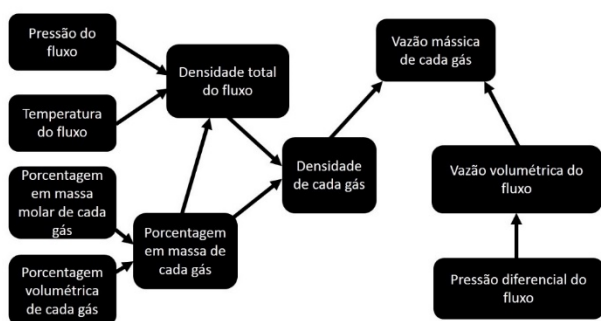 Pressão do
fluxo
Temperatura
do fluxo
Porcentagem
em massa
molar de cada
gás
Porcentagem
volumétrica
de cada gás
Densidade total
do fluxo
Porcentagem
em massa de
cada gás
Densidade
de cada gás
Vazão mássica
de cada gás
Vazão volumétrica do
fluxo
Pressão diferencial do
fluxo